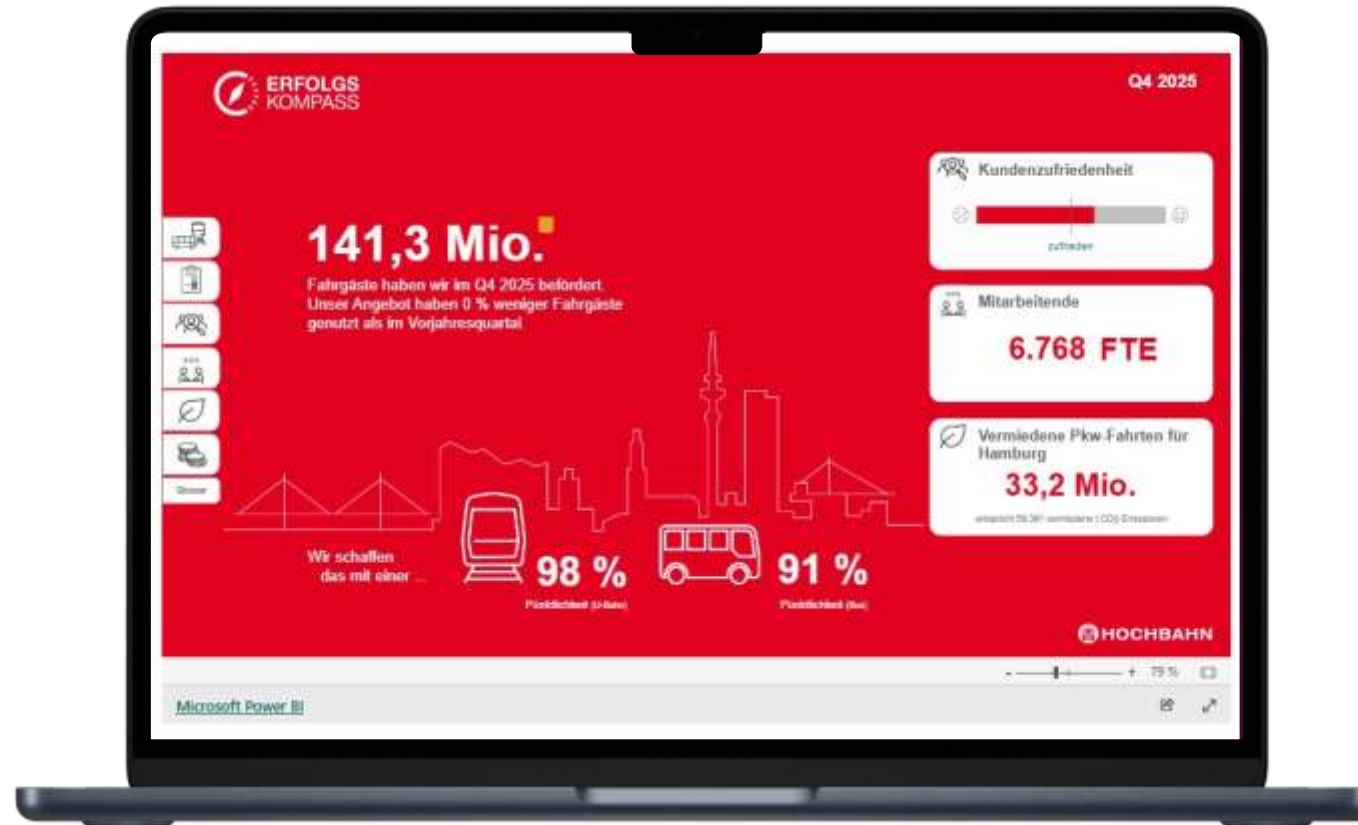 ERFOLGS
KOMPASS
Q4 2025
141,3 Mio.
Fahrgäste haben wir im Q4 2025 befördert.
Unser Angebot haben 0 % weniger Fahrgäste
genutzt als im Vorjahresquartal.
Kundenzufriedenheit
zufrieden
Mitarbeitende
6.768 FTE
Vermiedene Pkw-Fahrten für
Hamburg
33,2 Mio.
Glossar
Wir schaffen
das mit einer ...
98 %
Pünktlichkeit (U-Bahn)
91 %
Pünktlichkeit (Bus)
HOCHBAHN
- + 79 %
Microsoft Power BI